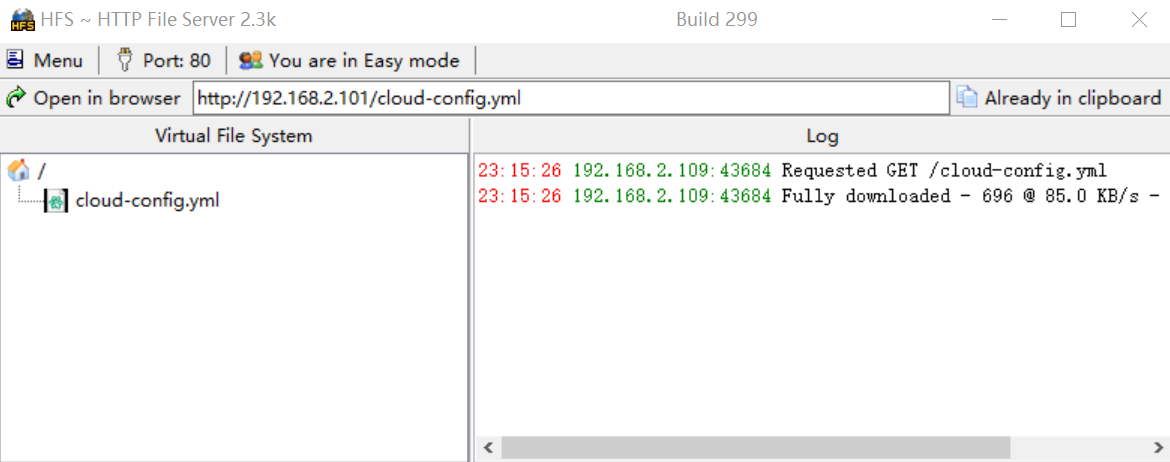 HFS ~ HTTP File Server 2.3k Build 299
Menu Port: 80 You are in Easy mode
Open in browser http://192.168.2.101/cloud-config.yml Already in clipboard
Virtual File System
/
cloud-config.yml
Log
23:15:26 192.168.2.109:43684 Requested GET /cloud-config.yml
23:15:26 192.168.2.109:43684 Fully downloaded - 696 @ 85.0 KB/s -